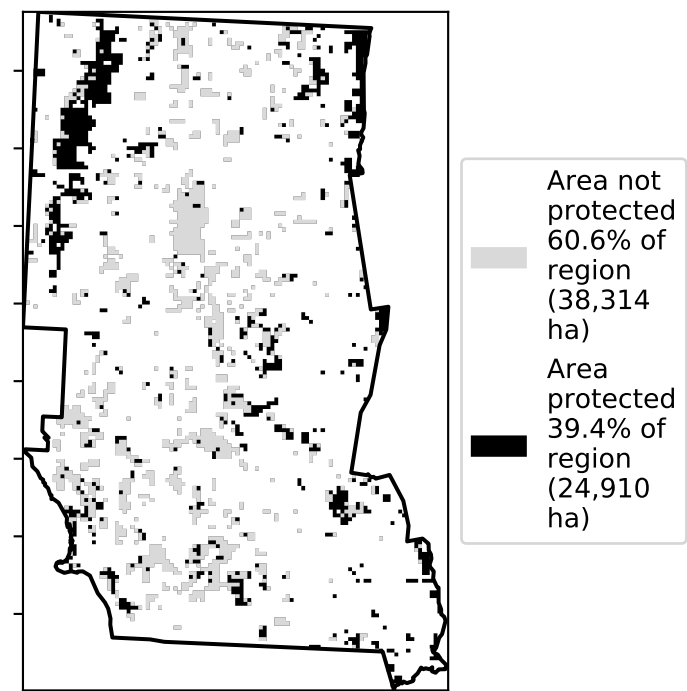 Area not
protected
60.6% of
region
(38,314
ha)
Area
protected
39.4% of
region
(24,910
ha)